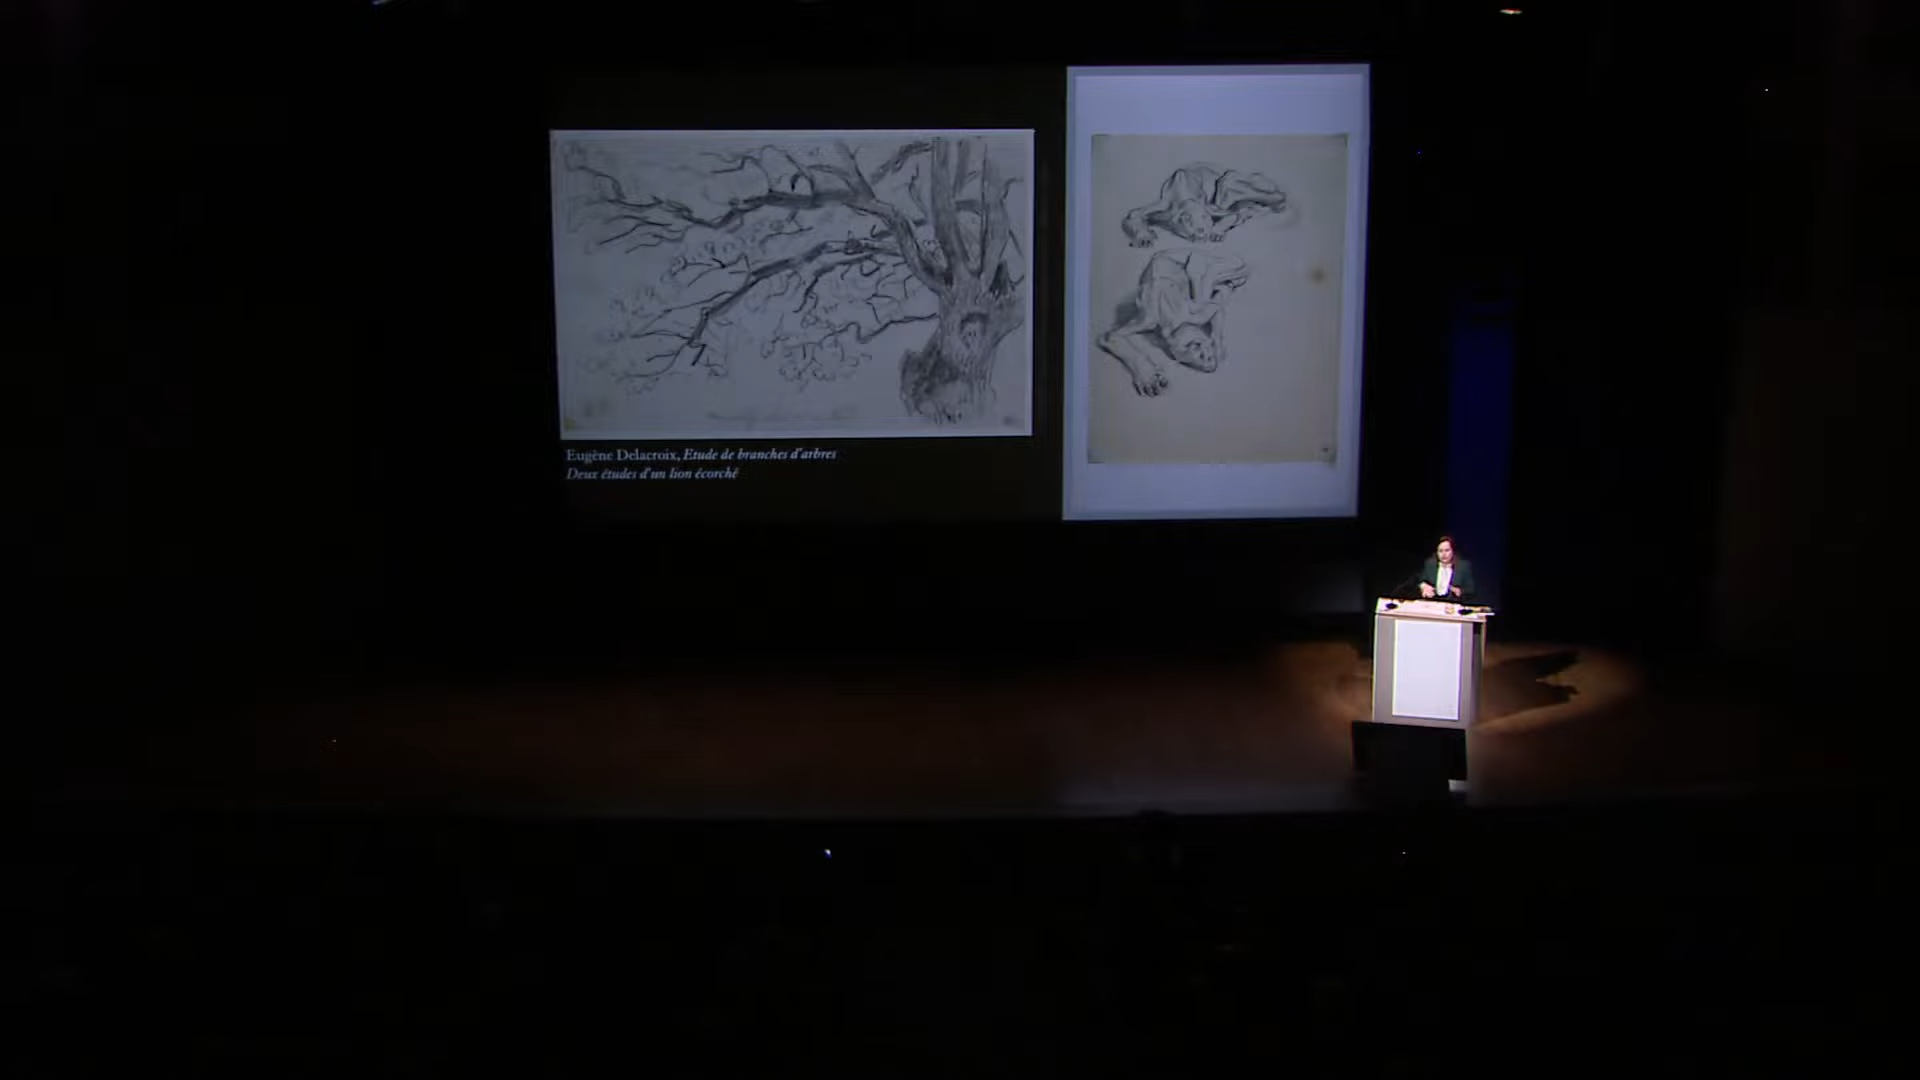 Eugène Delacroix, Etude de branches d'arbres
Deux études d'un lion écorché